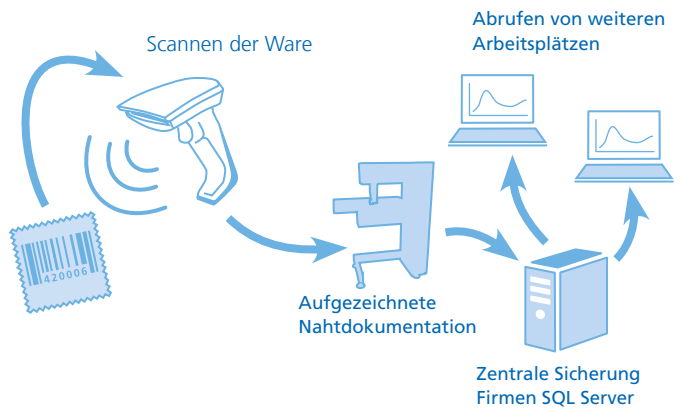 Abrufen von weiteren
Arbeitsplätzen
Scannen der Ware
420006
Aufgezeichnete
Nahtdokumentation
Zentrale Sicherung
Firmen SQL Server